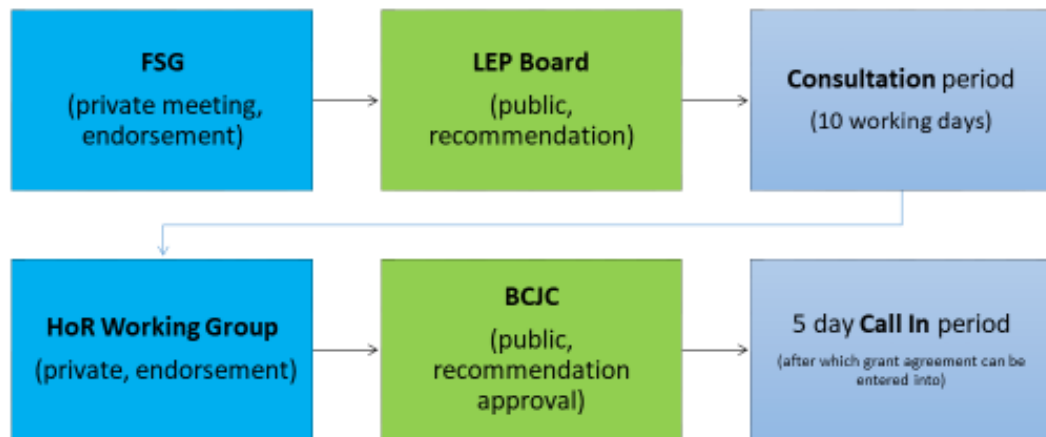 FSG
(private meeting,
endorsement)
LEP Board
(public,
recommendation)
Consultation period
(10 working days)
HoR Working Group
(private, endorsement)
BCJC
(public,
recommendation
approval)
5 day Call In period
(after which grant agreement can be
entered into)